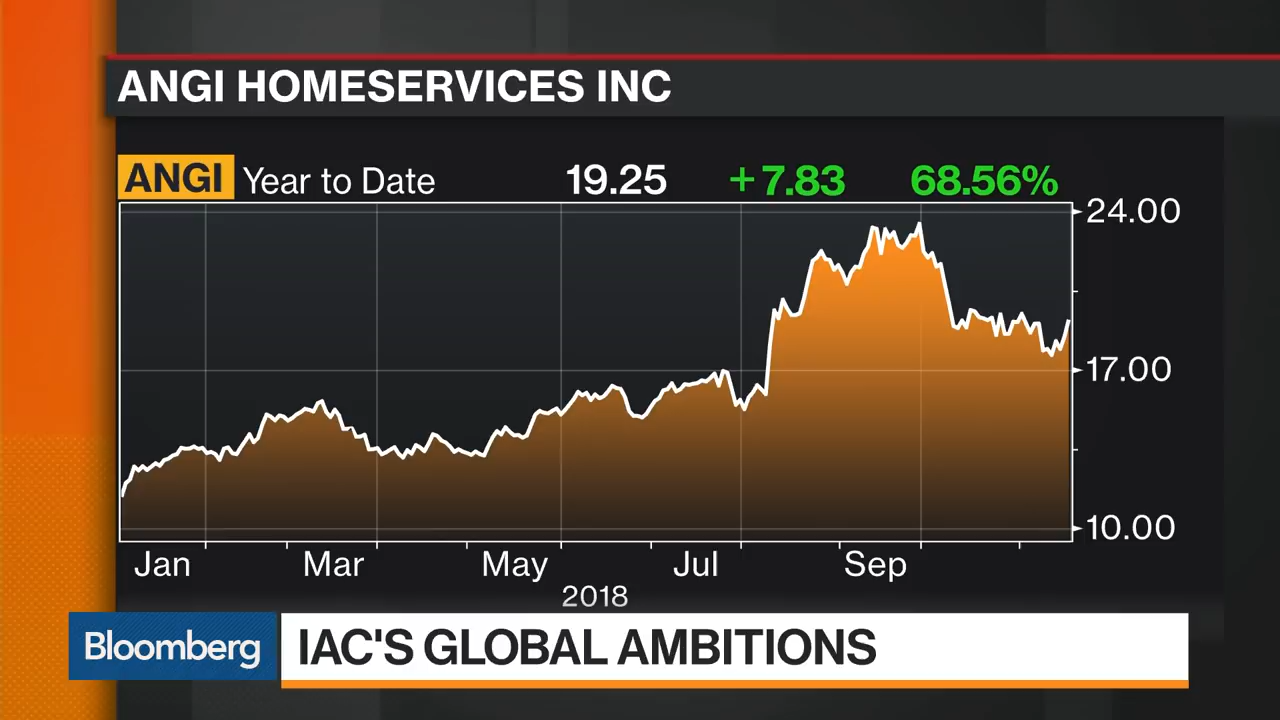 ANGI HOMESERVICES INC
ANGI Year to Date 19.25 +7.83 68.56%
24.00
17.00
10.00
Jan Mar May Jul Sep
2018
Bloomberg IAC'S GLOBAL AMBITIONS